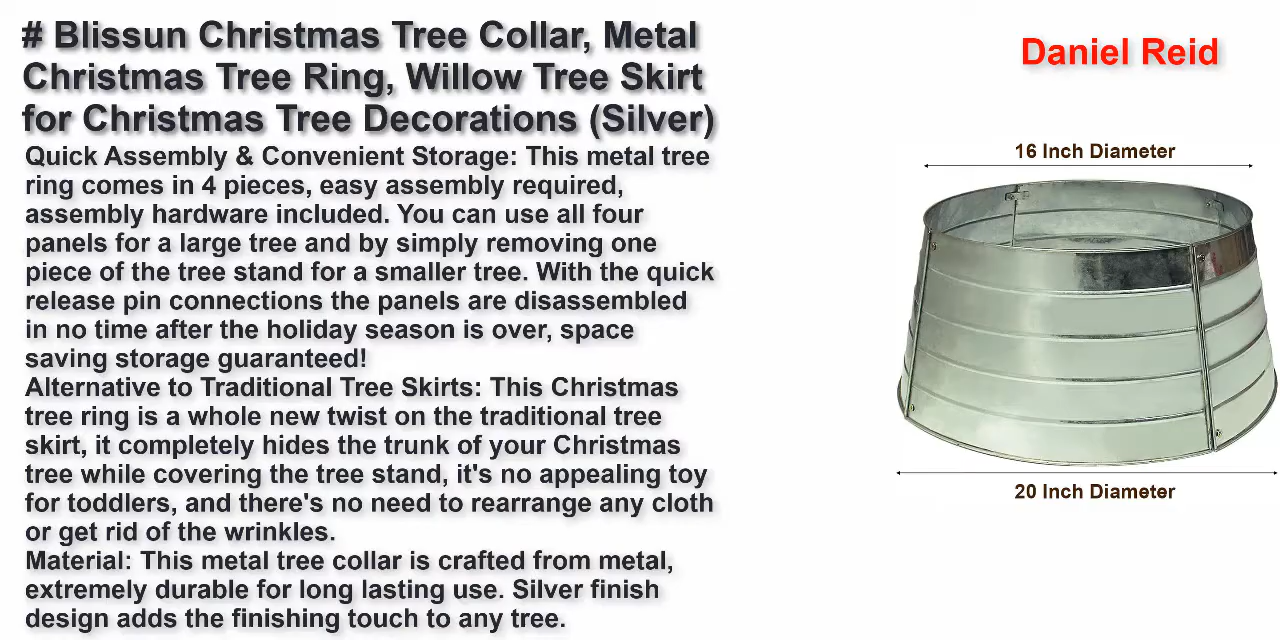 # Blissun Christmas Tree Collar, Metal
Christmas Tree Ring, Willow Tree Skirt
for Christmas Tree Decorations (Silver)
Quick Assembly & Convenient Storage: This metal tree
ring comes in 4 pieces, easy assembly required,
assembly hardware included. You can use all four
panels for a large tree and by simply removing one
piece of the tree stand for a smaller tree. With the quick
release pin connections the panels are disassembled
in no time after the holiday season is over, space
saving storage guaranteed!
Alternative to Traditional Tree Skirts: This Christmas
tree ring is a whole new twist on the traditional tree
skirt, it completely hides the trunk of your Christmas
tree while covering the tree stand, it's no appealing toy
for toddlers, and there's no need to rearrange any cloth
or get rid of the wrinkles.
Material: This metal tree collar is crafted from metal,
extremely durable for long lasting use. Silver finish
design adds the finishing touch to any tree.
Daniel Reid
16 Inch Diameter
20 Inch Diameter